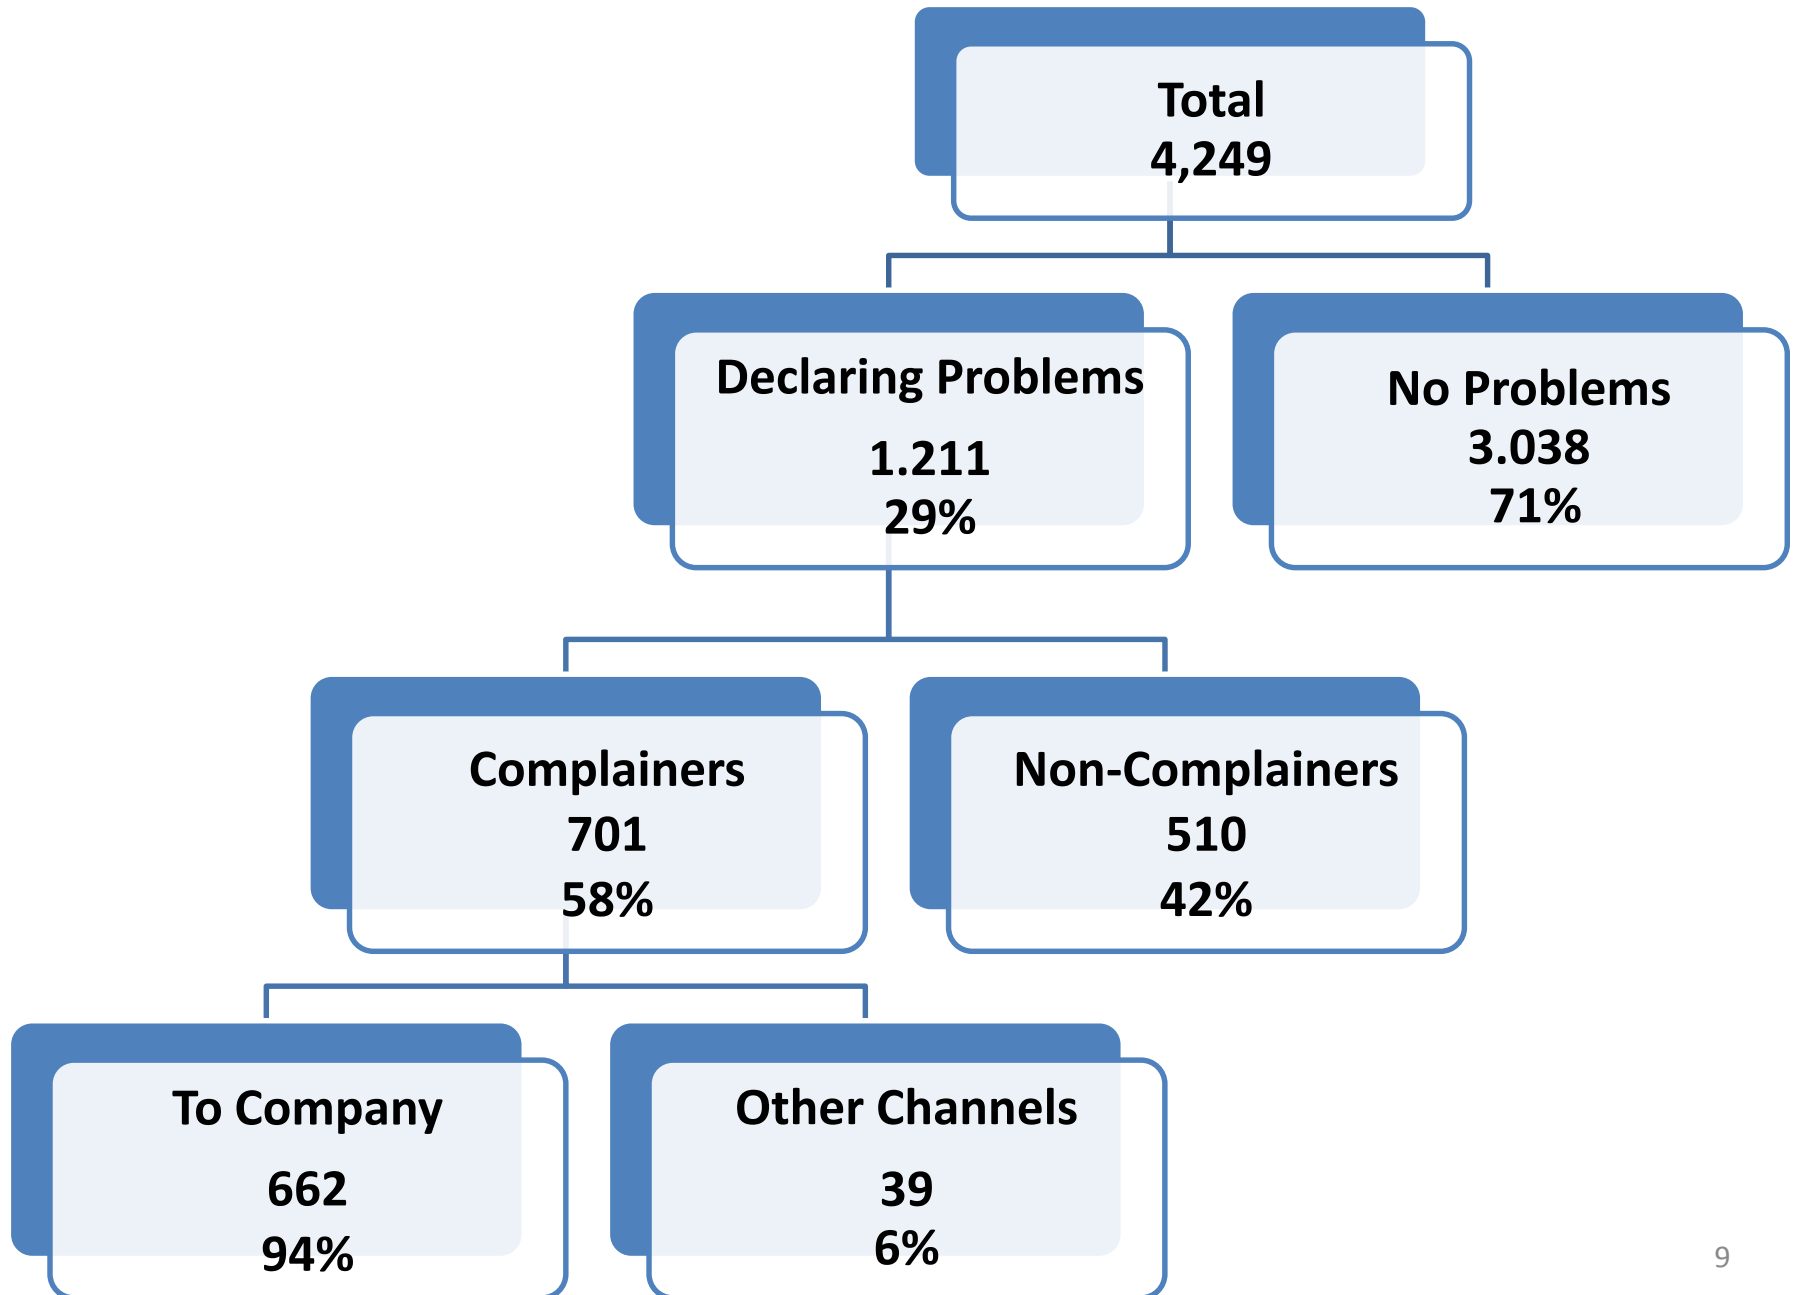 Total
4,249
Declaring Problems
1.211
29%
No Problems
3.038
71%
Complainers
701
58%
Non-Complainers
510
42%
To Company
662
94%
Other Channels
39
6%
9